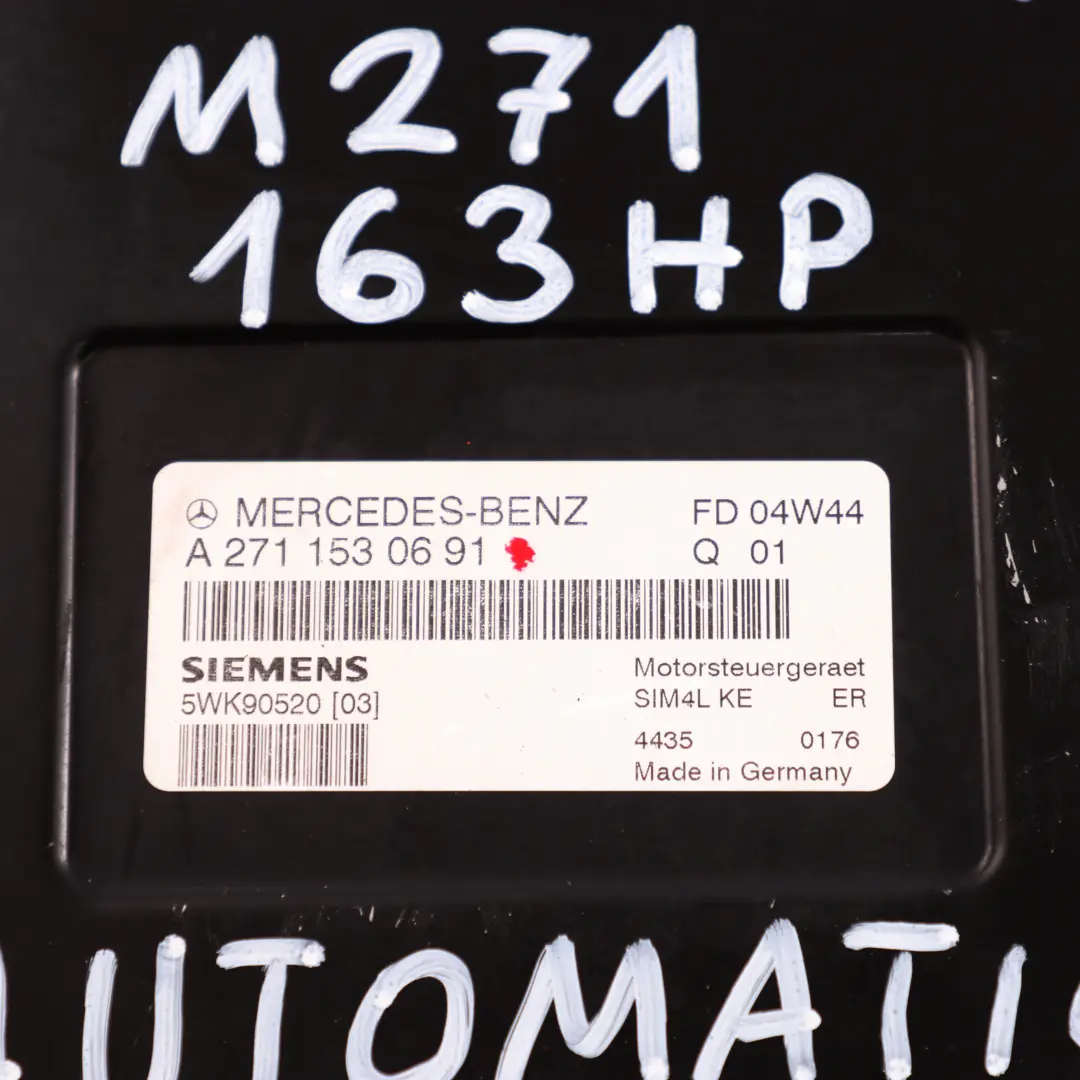 M271
163HP
MERCEDES-BENZ FD 04W44
A 271 153 06 91 Q 01
SIEMENS Motorsteuergeraet
5WK90520 [03] SIM4L KE ER
4435 0176
Made in Germany
AUTOMATIC